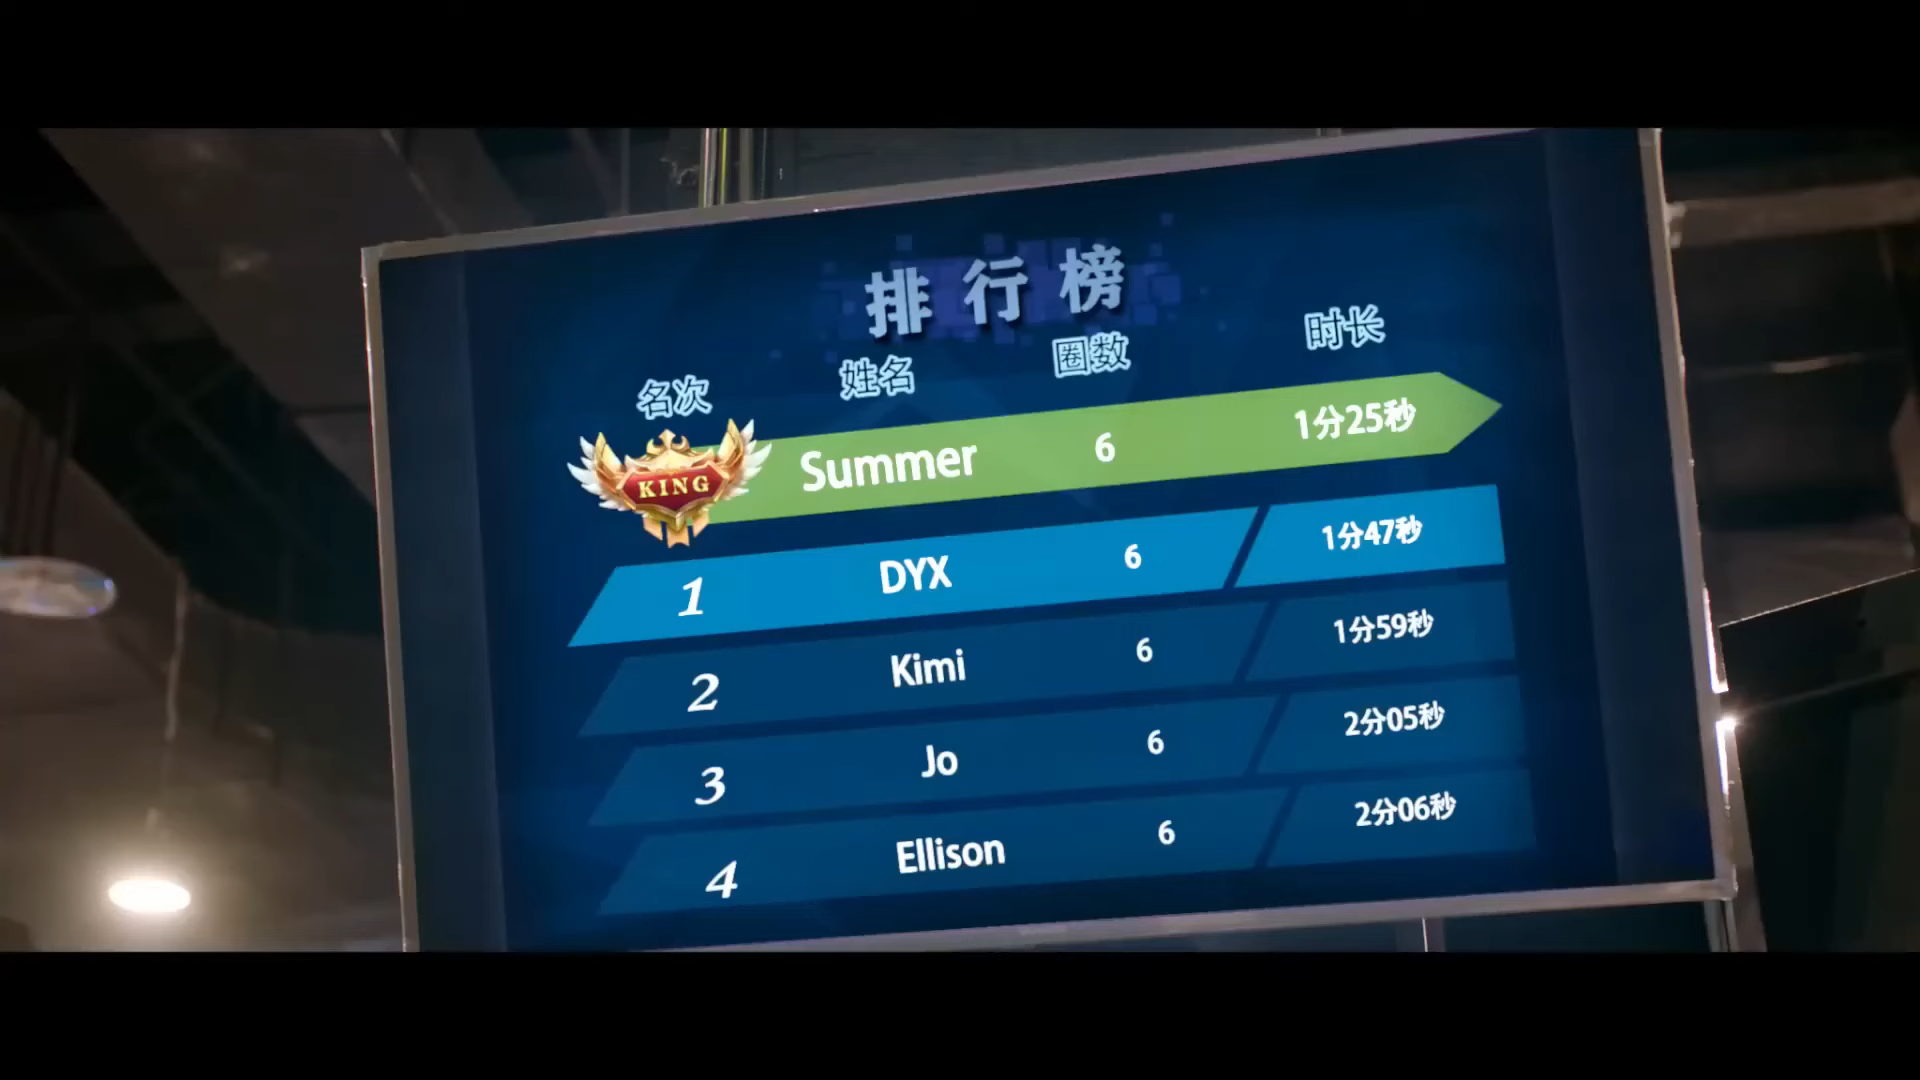 排行榜
名次 姓名 圈数 时长
KING Summer 6 1分25秒
1 DYX 6 1分47秒
2 Kimi 6 1分59秒
3 Jo 6 2分05秒
4 Ellison 6 2分06秒